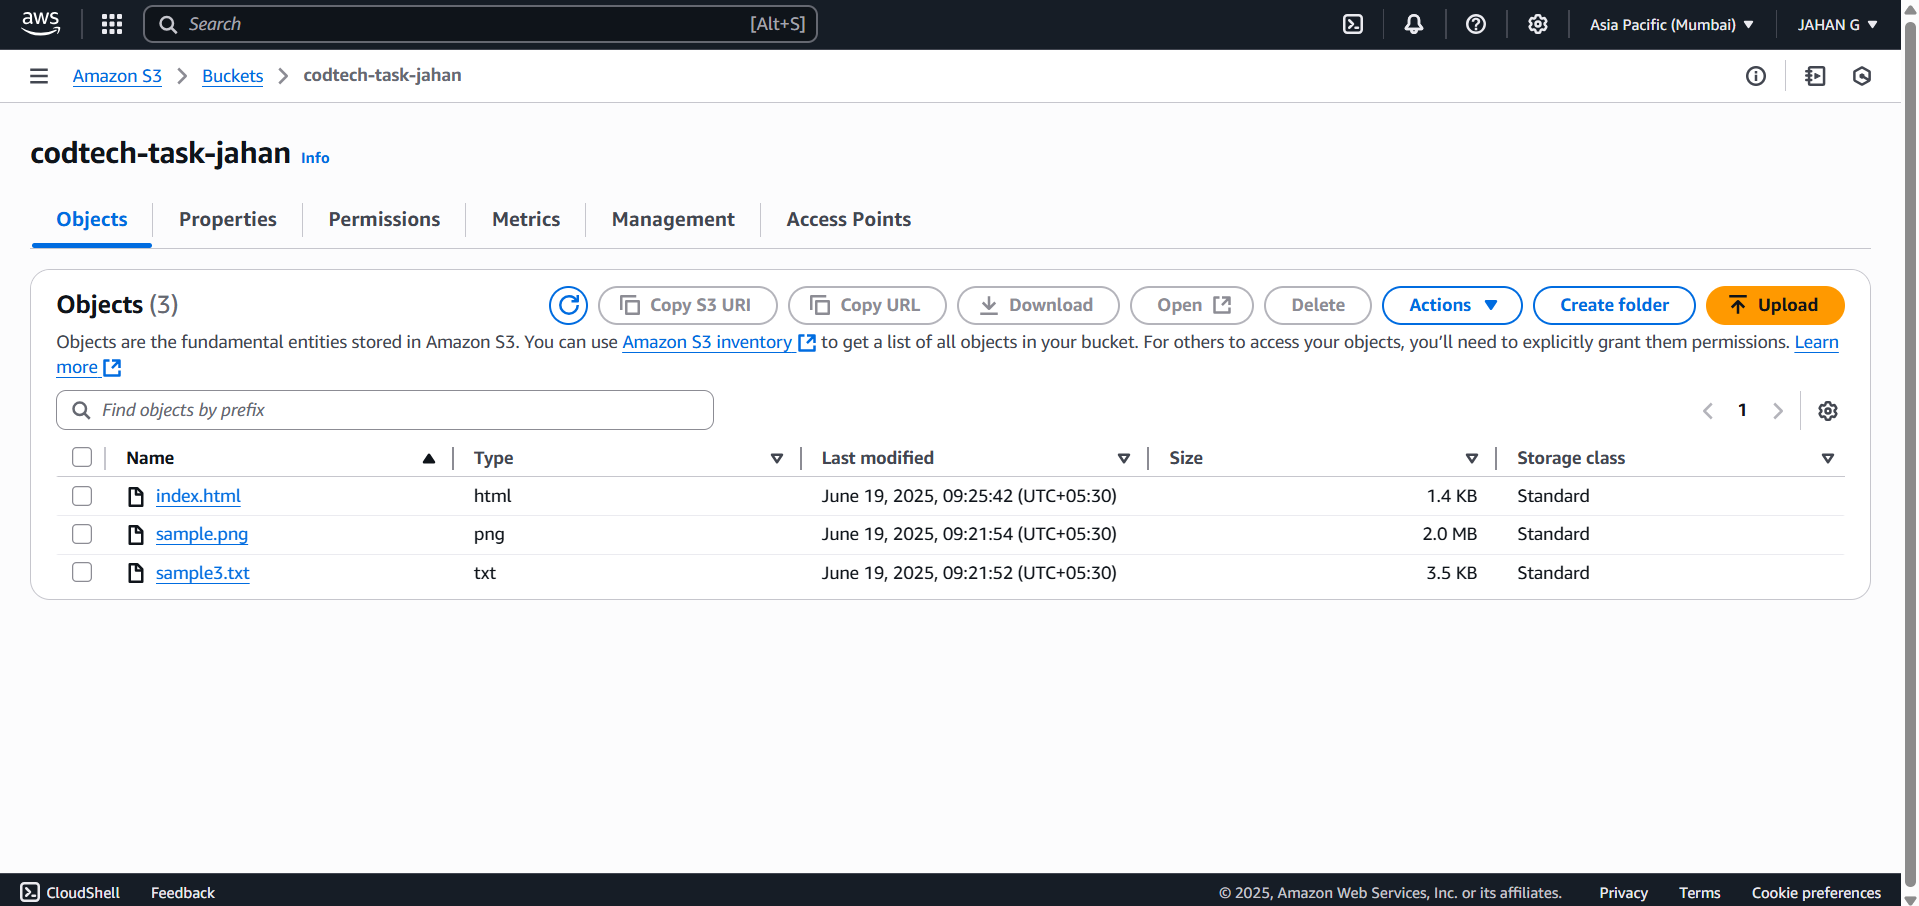 aws Search [Alt+S] Asia Pacific (Mumbai) JAHAN G
Amazon S3 Buckets codtech-task-jahan
codtech-task-jahan Info
Objects Properties Permissions Metrics Management Access Points
Objects (3) Copy S3 URI Copy URL Download Open Delete Actions Create folder Upload
Objects are the fundamental entities stored in Amazon S3. You can use Amazon S3 inventory to get a list of all objects in your bucket. For others to access your objects, you’ll need to explicitly grant them permissions. Learn
more
Find objects by prefix 1
Name Type Last modified Size Storage class
index.html html June 19, 2025, 09:25:42 (UTC+05:30) 1.4 KB Standard
sample.png png June 19, 2025, 09:21:54 (UTC+05:30) 2.0 MB Standard
sample3.txt txt June 19, 2025, 09:21:52 (UTC+05:30) 3.5 KB Standard
CloudShell Feedback © 2025, Amazon Web Services, Inc. or its affiliates. Privacy Terms Cookie preferences